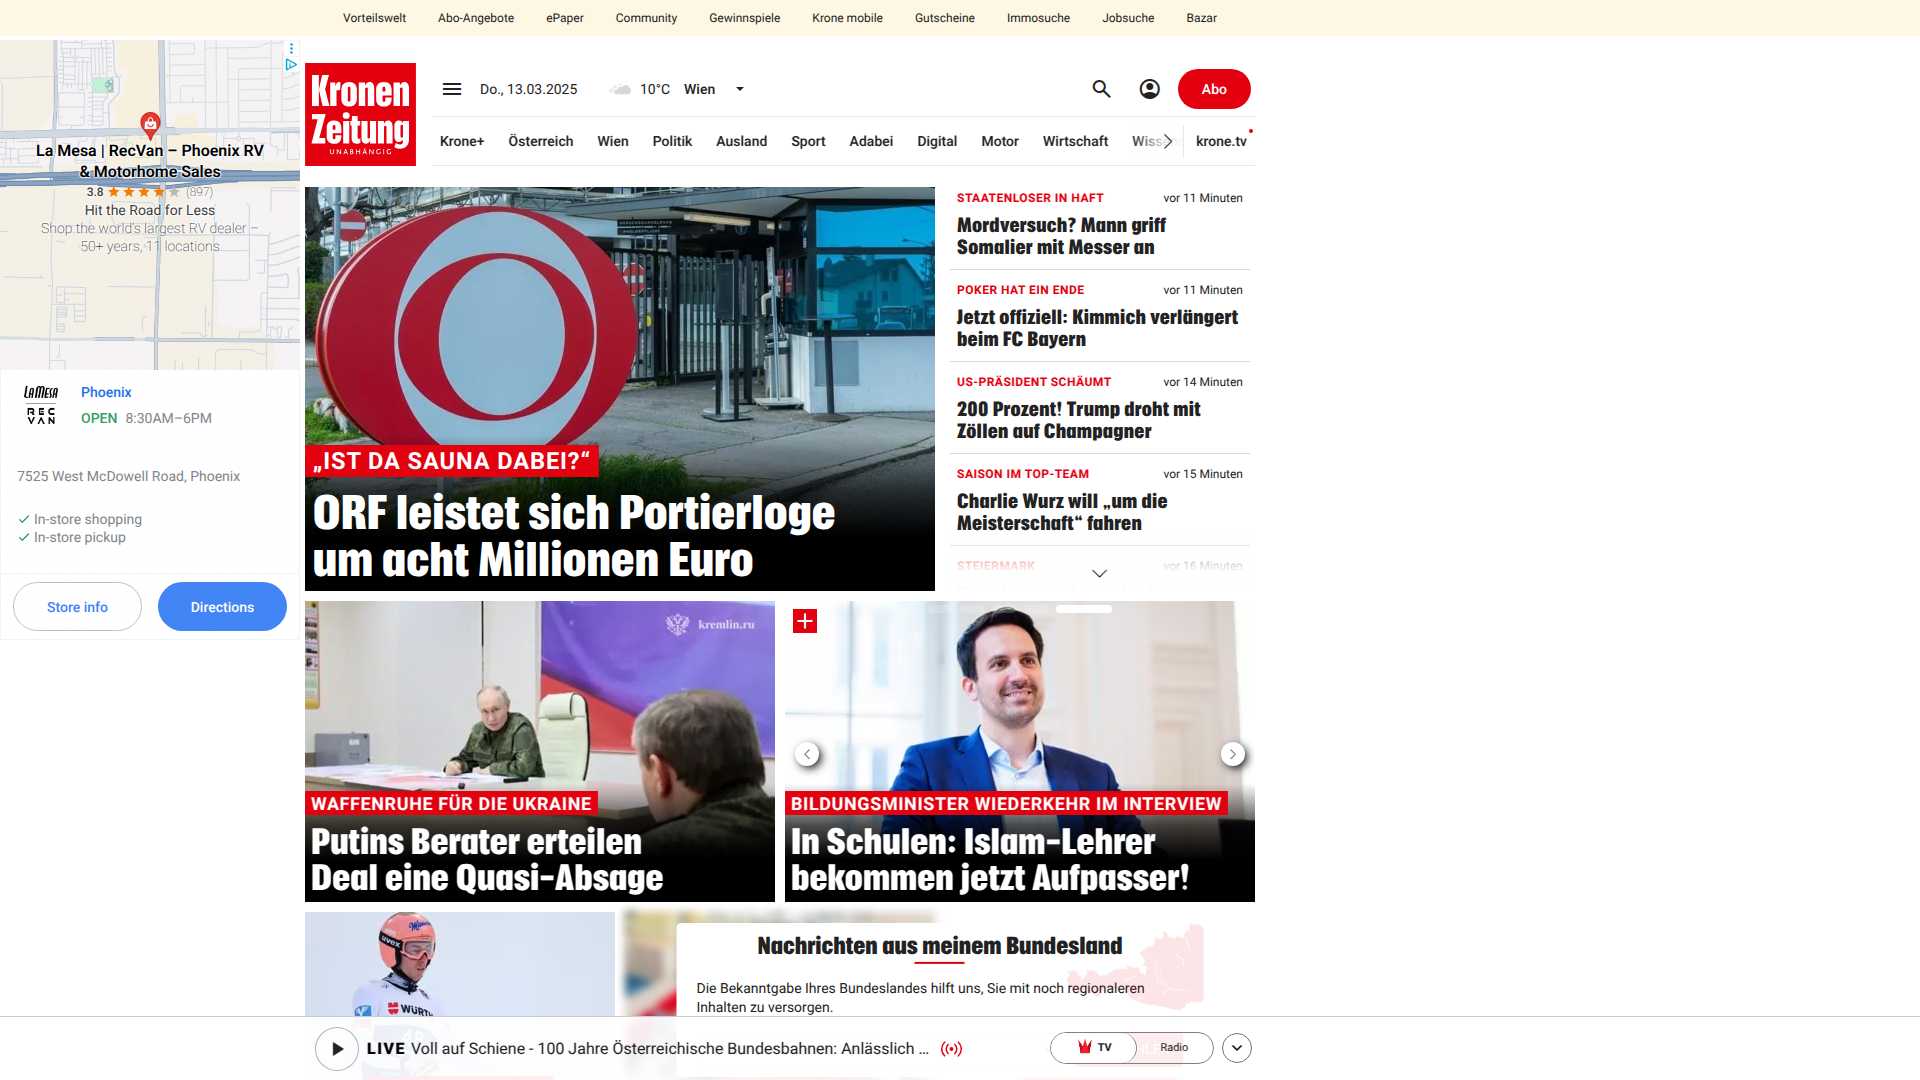 Vorteilswelt Abo-Angebote ePaper Community Gewinnspiele Krone mobile Gutscheine Immosuche Jobsuche Bazar
Kronen
Zeitung
UNABHÄNGIG
Do., 13.03.2025 10°C Wien
Abo
Krone+ Österreich Wien Politik Ausland Sport Adabei Digital Motor Wirtschaft Wiss krone.tv
La Mesa | RecVan – Phoenix RV
& Motorhome Sales
3.8 (897)
Hit the Road for Less
Shop the world's largest RV dealer –
50+ years, 11 locations.
LA MESA
REC
VAN
Phoenix
OPEN 8:30AM–6PM
7525 West McDowell Road, Phoenix
In-store shopping
In-store pickup
Store info
Directions
„IST DA SAUNA DABEI?“
ORF leistet sich Portierloge
um acht Millionen Euro
STAATENLOSER IN HAFT vor 11 Minuten
Mordversuch? Mann griff
Somalier mit Messer an
POKER HAT EIN ENDE vor 11 Minuten
Jetzt offiziell: Kimmich verlängert
beim FC Bayern
US-PRÄSIDENT SCHÄUMT vor 14 Minuten
200 Prozent! Trump droht mit
Zöllen auf Champagner
SAISON IM TOP-TEAM vor 15 Minuten
Charlie Wurz will „um die
Meisterschaft“ fahren
STEIERMARK vor 16 Minuten
kremlin.ru
WAFFENRUHE FÜR DIE UKRAINE
Putins Berater erteilen
Deal eine Quasi-Absage
BILDUNGSMINISTER WIEDERKEHR IM INTERVIEW
In Schulen: Islam-Lehrer
bekommen jetzt Aufpasser!
uvex
WÜRTH
Nachrichten aus meinem Bundesland
Die Bekanntgabe Ihres Bundeslandes hilft uns, Sie mit noch regionaleren
Inhalten zu versorgen.
LIVE Voll auf Schiene - 100 Jahre Österreichische Bundesbahnen: Anlässlich ...
TV
Radio